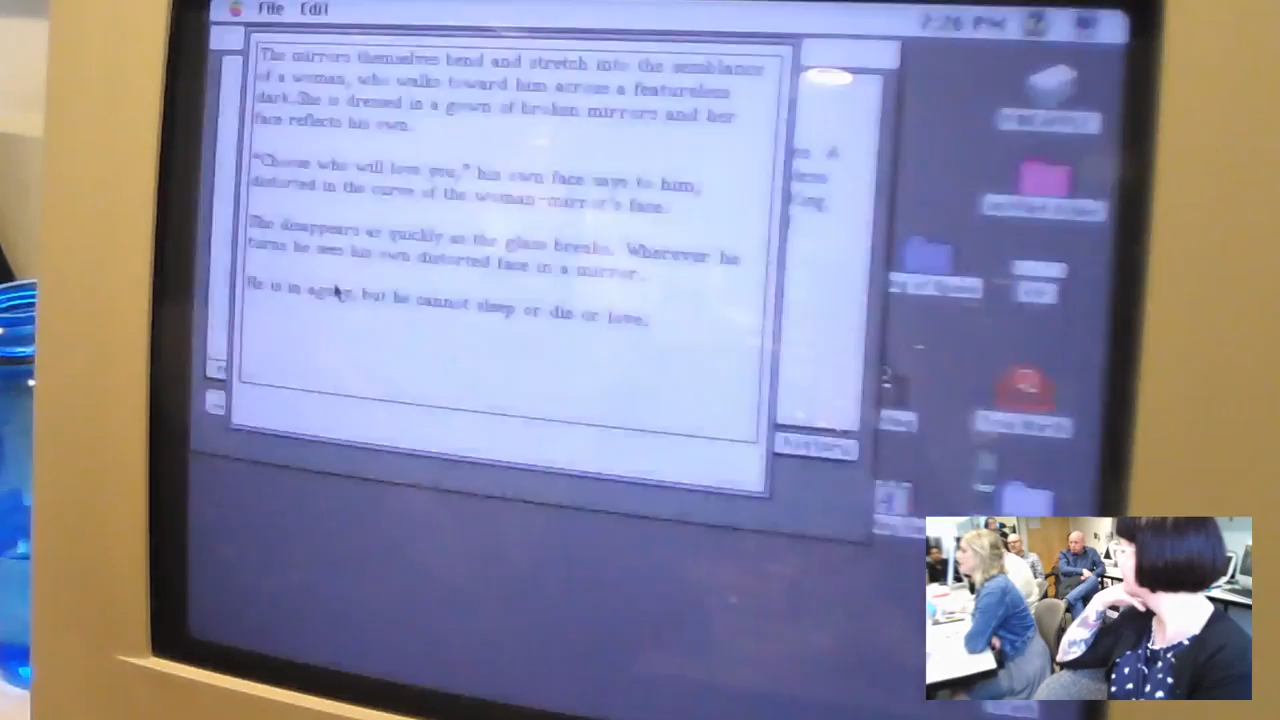 File Edit
7:26 PM
The mirrors themselves bend and stretch into the semblance
of a woman, who walks toward him across a featureless
dark. She is dressed in a gown of broken mirrors and her
face reflects his own.
"Choose who will love you," his own face says to him,
distorted in the curve of the woman-mirror's face.
She disappears as quickly as the glass breaks. Wherever he
turns he sees his own distorted face in a mirror.
He is in agony, but he cannot sleep or die or love.
history